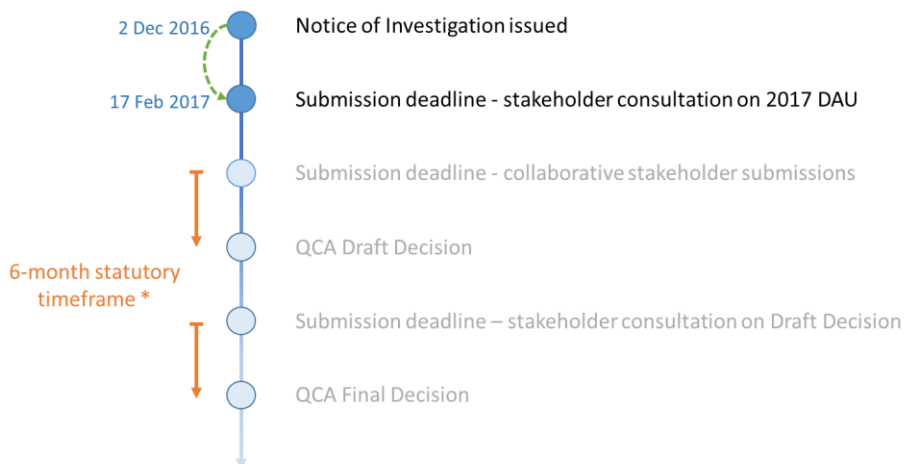 2 Dec 2016
Notice of Investigation issued
17 Feb 2017
Submission deadline - stakeholder consultation on 2017 DAU
Submission deadline - collaborative stakeholder submissions
QCA Draft Decision
6-month statutory
timeframe *
Submission deadline – stakeholder consultation on Draft Decision
QCA Final Decision